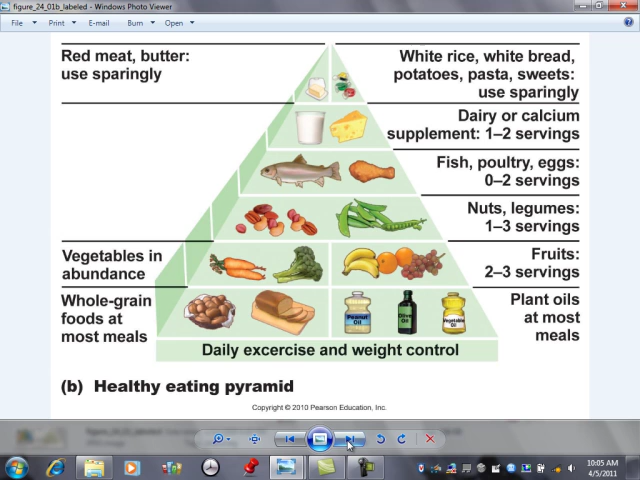 figure_24_01b_labeled - Windows Photo Viewer
File Print E-mail Burn Open
Red meat, butter:
use sparingly
White rice, white bread,
potatoes, pasta, sweets:
use sparingly
Dairy or calcium
supplement: 1–2 servings
Fish, poultry, eggs:
0–2 servings
Nuts, legumes:
1–3 servings
Vegetables in
abundance
Fruits:
2–3 servings
Whole-grain
foods at
most meals
Peanut
Oil
Olive
Oil
Vegetable
Oil
Plant oils
at most
meals
Daily excercise and weight control
(b) Healthy eating pyramid
Copyright © 2010 Pearson Education, Inc.
10:05 AM
4/5/2011